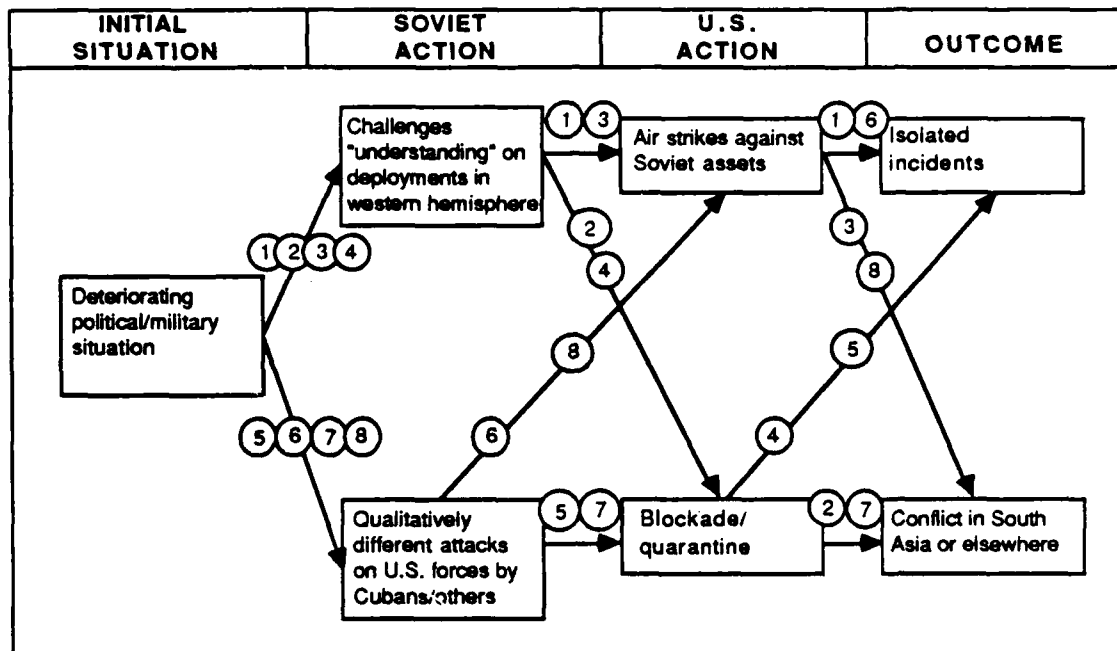 INITIAL
SITUATION
SOVIET
ACTION
U.S.
ACTION
OUTCOME
Challenges
"understanding" on
deployments in
western hemisphere
1 3
Air strikes against
Soviet assets
1 6
Isolated
incidents
2
4
3
8
1 2 3 4
Deteriorating
political/military
situation
8
5
5 6 7 8
6
4
Qualitatively
different attacks
on U.S. forces by
Cubans/others
5 7
Blockade/
quarantine
2 7
Conflict in South
Asia or elsewhere